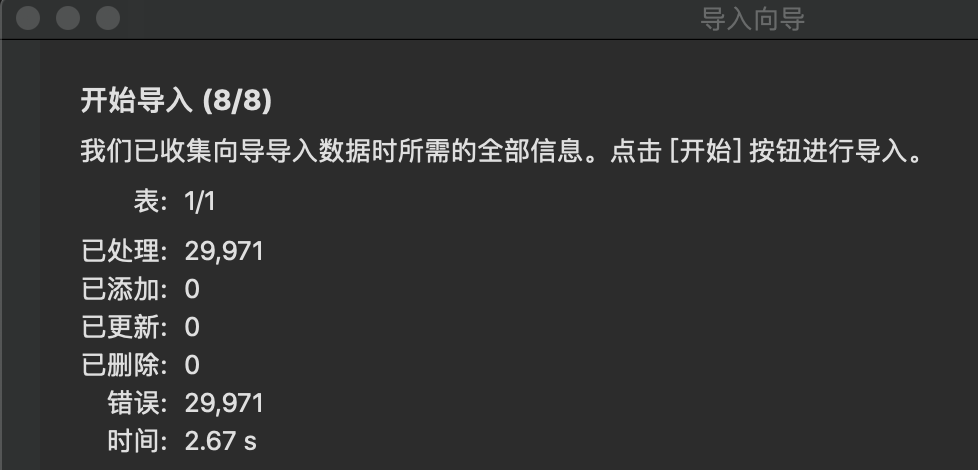 导入向导
开始导入 (8/8)
我们已收集向导导入数据时所需的全部信息。点击 [开始] 按钮进行导入。
表: 1/1
已处理: 29,971
已添加: 0
已更新: 0
已删除: 0
错误: 29,971
时间: 2.67 s